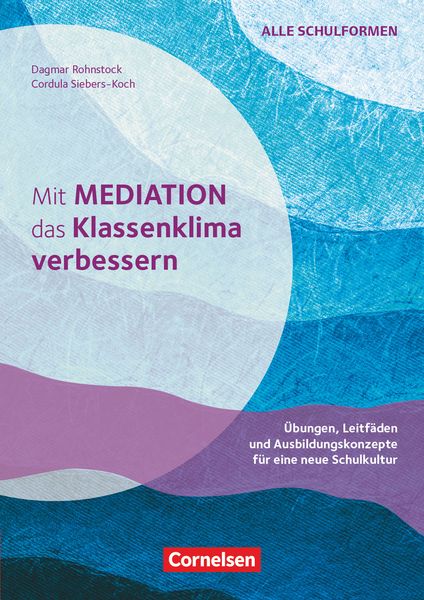 ALLE SCHULFORMEN
Dagmar Rohnstock
Cordula Siebers-Koch
Mit MEDIATION
das Klassenklima
verbessern
Übungen, Leitfäden
und Ausbildungskonzepte
für eine neue Schulkultur
Cornelsen